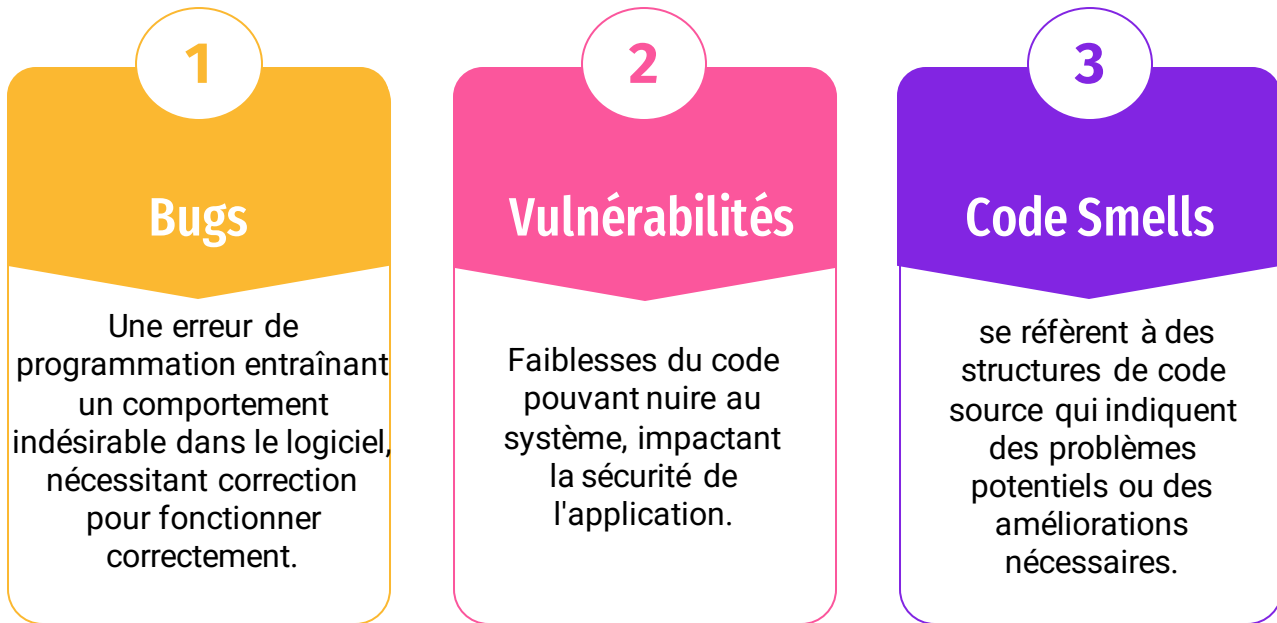 1
Bugs
Une erreur de
programmation entraînant
un comportement
indésirable dans le logiciel,
nécessitant correction
pour fonctionner
correctement.
2
Vulnérabilités
Faiblesses du code
pouvant nuire au
système, impactant
la sécurité de
l'application.
3
Code Smells
se réfèrent à des
structures de code
source qui indiquent
des problèmes
potentiels ou des
améliorations
nécessaires.